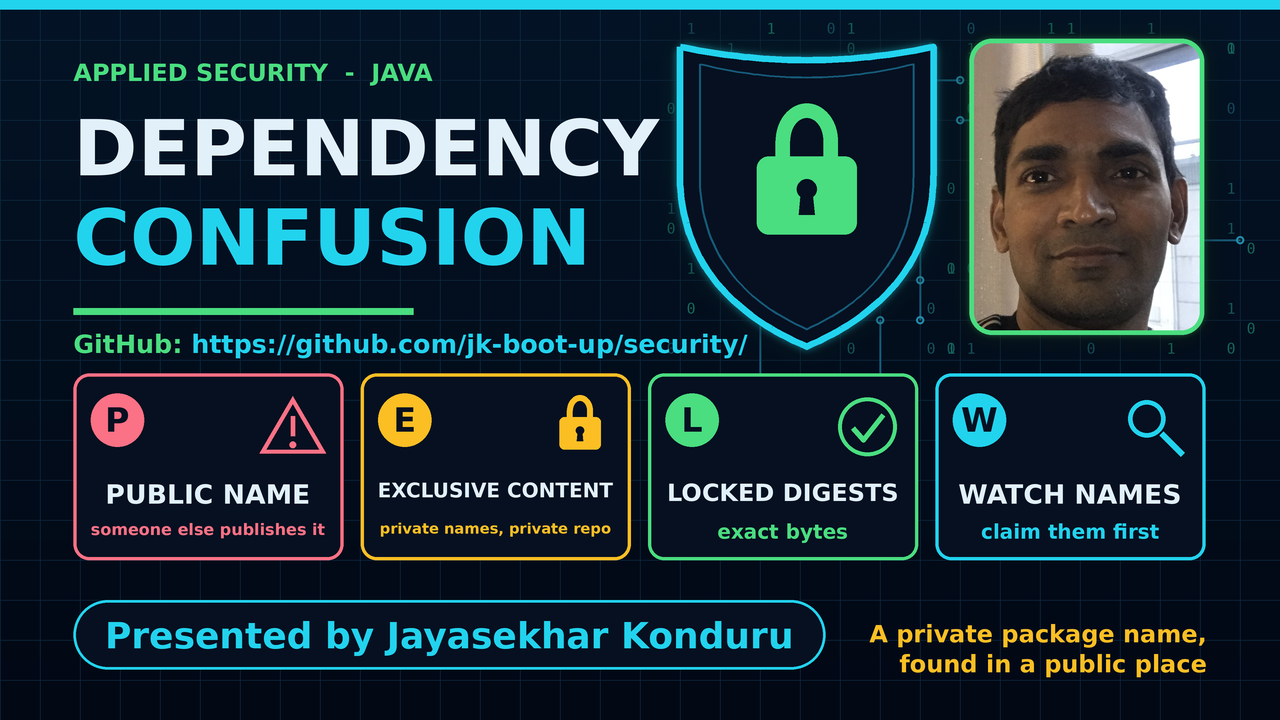 APPLIED SECURITY - JAVA
DEPENDENCY
CONFUSION
GitHub: https://github.com/jk-boot-up/security/
P
PUBLIC NAME
someone else publishes it
E
EXCLUSIVE CONTENT
private names, private repo
L
LOCKED DIGESTS
exact bytes
W
WATCH NAMES
claim them first
Presented by Jayasekhar Konduru
A private package name,
found in a public place